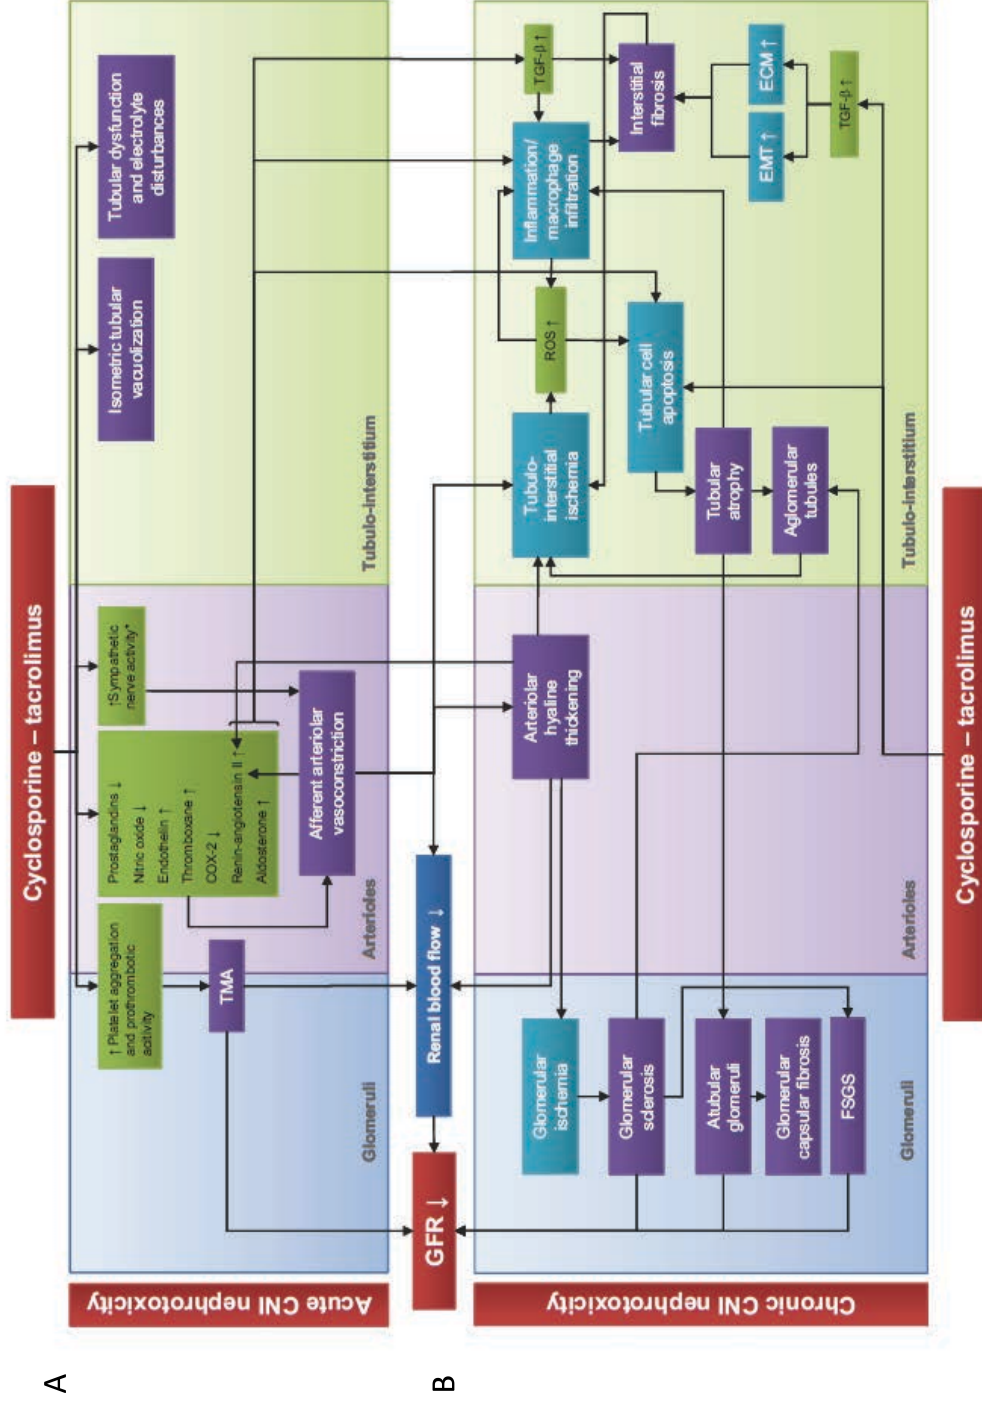 A
Cyclosporine – tacrolimus
Acute CNI nephrotoxicity
↑ Platelet aggregation
and prothrombotic
acitivity
Prostaglandins ↓
Nitric oxide ↓
Endothelin ↑
Thromboxane ↑
COX-2 ↓
Renin-angiotensin II ↑
Aldosterone ↑
↑Sympathetic
nerve activity*
Isometric tubular
vacuolization
Tubular dysfunction
and electrolyte
disturbances
TMA
Afferent arteriolar
vasoconstriction
Glomeruli
Arterioles
Tubulo-interstitium
GFR ↓
Renal blood flow ↓
B
Chronic CNI nephrotoxicity
Glomerular
ischemia
Glomerular
sclerosis
Atubular
glomeruli
Glomerular
capsular fibrosis
FSGS
Arteriolar
hyaline
thickening
Tubulo-
interstitial
ischemia
ROS ↑
Inflammation/
macrophage
infiltration
TGF-β ↑
Interstitial
fibrosis
Tubular cell
apoptosis
Tubular
atrophy
Aglomerular
tubules
EMT ↑
ECM ↑
TGF-β ↑
Glomeruli
Arterioles
Tubulo-interstitium
Cyclosporine – tacrolimus